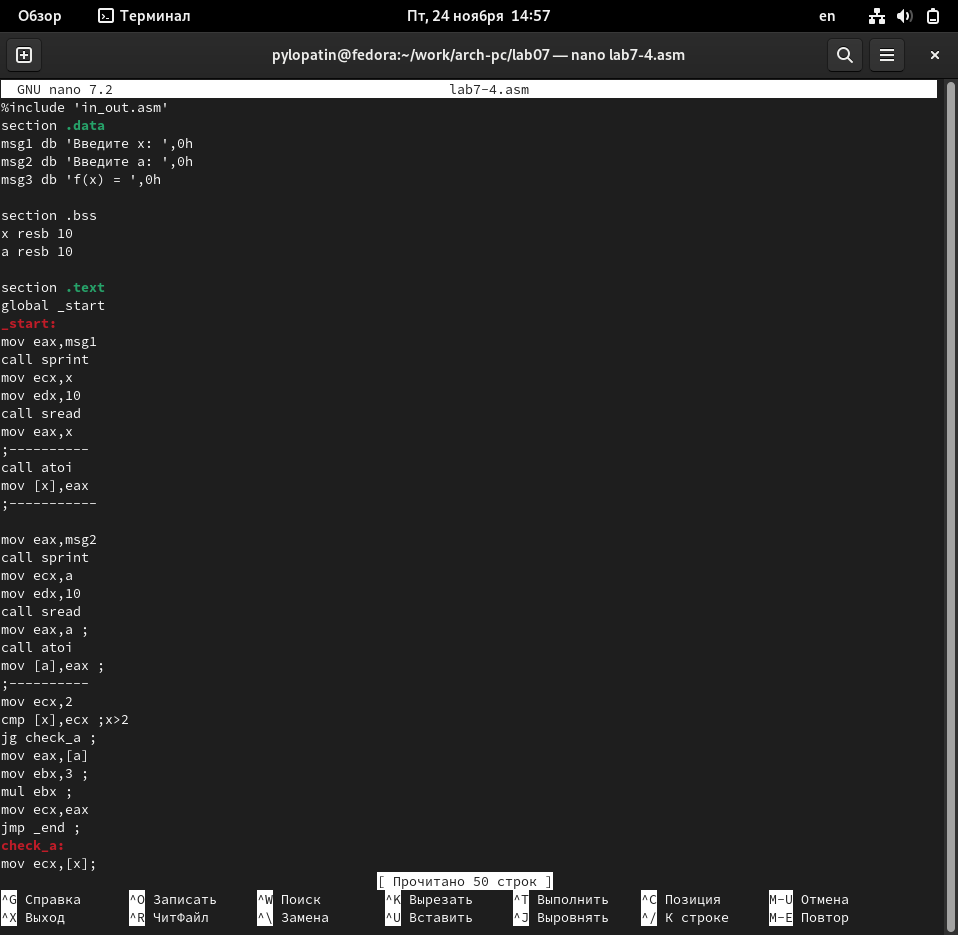 Обзор Терминал Пт, 24 ноября 14:57 en
pylopatin@fedora:~/work/arch-pc/lab07 — nano lab7-4.asm
GNU nano 7.2 lab7-4.asm
%include 'in_out.asm'
section .data
msg1 db 'Введите x: ',0h
msg2 db 'Введите a: ',0h
msg3 db 'f(x) = ',0h
section .bss
x resb 10
a resb 10
section .text
global _start
_start:
mov eax,msg1
call sprint
mov ecx,x
mov edx,10
call sread
mov eax,x
;----------
call atoi
mov [x],eax
;-----------
mov eax,msg2
call sprint
mov ecx,a
mov edx,10
call sread
mov eax,a ;
call atoi
mov [a],eax ;
;----------
mov ecx,2
cmp [x],ecx ;x>2
jg check_a ;
mov eax,[a]
mov ebx,3 ;
mul ebx ;
mov ecx,eax
jmp _end ;
check_a:
mov ecx,[x];
[ Прочитано 50 строк ]
^G Справка ^O Записать ^W Поиск ^K Вырезать ^T Выполнить ^C Позиция M-U Отмена
^X Выход ^R ЧитФайл ^\ Замена ^U Вставить ^J Выровнять ^/ К строке M-E Повтор